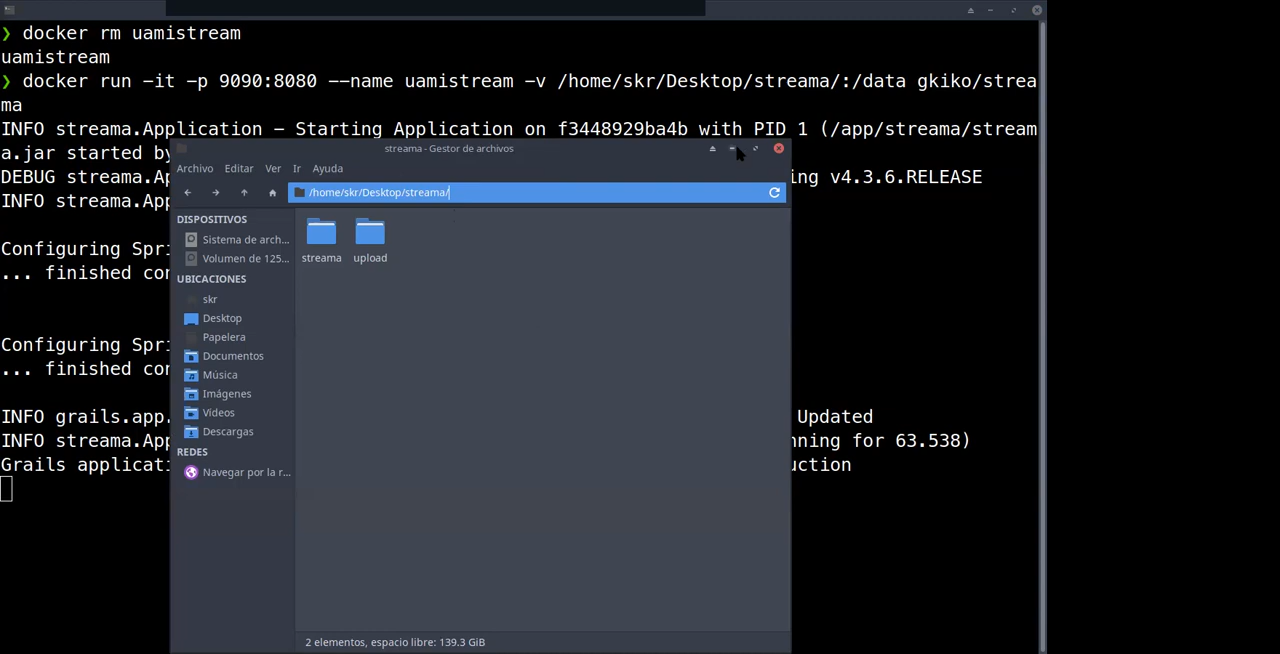 ❯ docker rm uamistream
uamistream
❯ docker run -it -p 9090:8080 --name uamistream -v /home/skr/Desktop/streama/:/data gkiko/strea
ma
INFO streama.Application - Starting Application on f3448929ba4b with PID 1 (/app/streama/stream
a.jar started by
DEBUG streama.Ap ing v4.3.6.RELEASE
INFO streama.App
Configuring Spri
... finished con
Configuring Spri
... finished con
INFO grails.app. Updated
INFO streama.App nning for 63.538)
Grails applicati uction
streama - Gestor de archivos
Archivo Editar Ver Ir Ayuda
/home/skr/Desktop/streama/
DISPOSITIVOS
Sistema de arch...
Volumen de 125...
UBICACIONES
skr
Desktop
Papelera
Documentos
Música
Imágenes
Vídeos
Descargas
REDES
Navegar por la r...
streama upload
2 elementos, espacio libre: 139.3 GiB